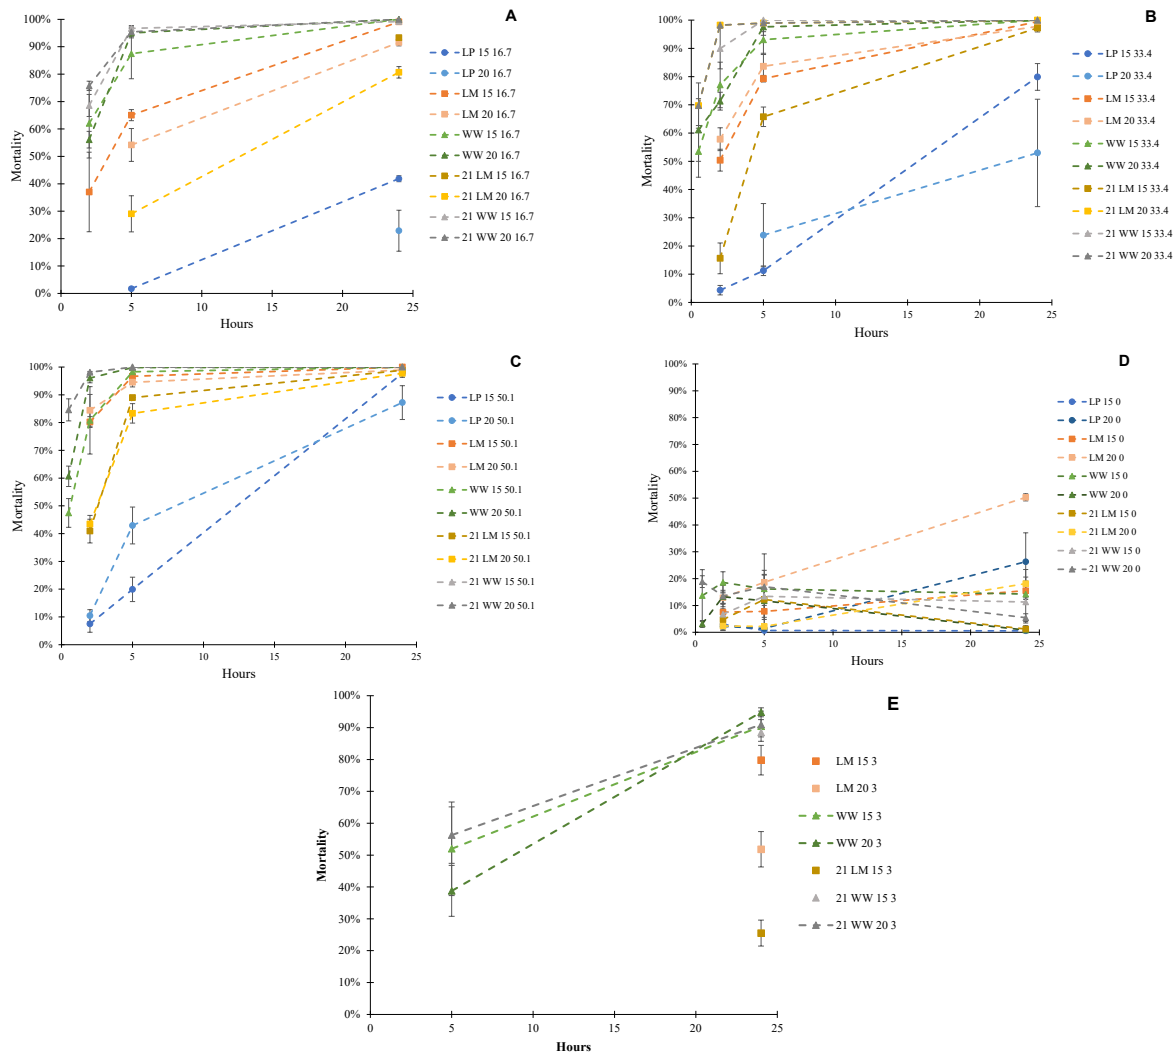 A
100%
90%
80%
70%
60%
50%
40%
30%
20%
10%
0%
Mortality
0 5 10 15 20 25
Hours
LP 15 16.7
LP 20 16.7
LM 15 16.7
LM 20 16.7
WW 15 16.7
WW 20 16.7
21 LM 15 16.7
21 LM 20 16.7
21 WW 15 16.7
21 WW 20 16.7
B
100%
90%
80%
70%
60%
50%
40%
30%
20%
10%
0%
Mortality
0 5 10 15 20 25
Hours
LP 15 33.4
LP 20 33.4
LM 15 33.4
LM 20 33.4
WW 15 33.4
WW 20 33.4
21 LM 15 33.4
21 LM 20 33.4
21 WW 15 33.4
21 WW 20 33.4
C
100%
90%
80%
70%
60%
50%
40%
30%
20%
10%
0%
Mortality
0 5 10 15 20 25
Hours
LP 15 50.1
LP 20 50.1
LM 15 50.1
LM 20 50.1
WW 15 50.1
WW 20 50.1
21 LM 15 50.1
21 LM 20 50.1
21 WW 15 50.1
21 WW 20 50.1
D
100%
90%
80%
70%
60%
50%
40%
30%
20%
10%
0%
Mortality
0 5 10 15 20 25
Hours
LP 15 0
LP 20 0
LM 15 0
LM 20 0
WW 15 0
WW 20 0
21 LM 15 0
21 LM 20 0
21 WW 15 0
21 WW 20 0
E
100%
90%
80%
70%
60%
50%
40%
30%
20%
10%
0%
Mortality
0 5 10 15 20 25
Hours
LM 15 3
LM 20 3
WW 15 3
WW 20 3
21 LM 15 3
21 WW 15 3
21 WW 20 3